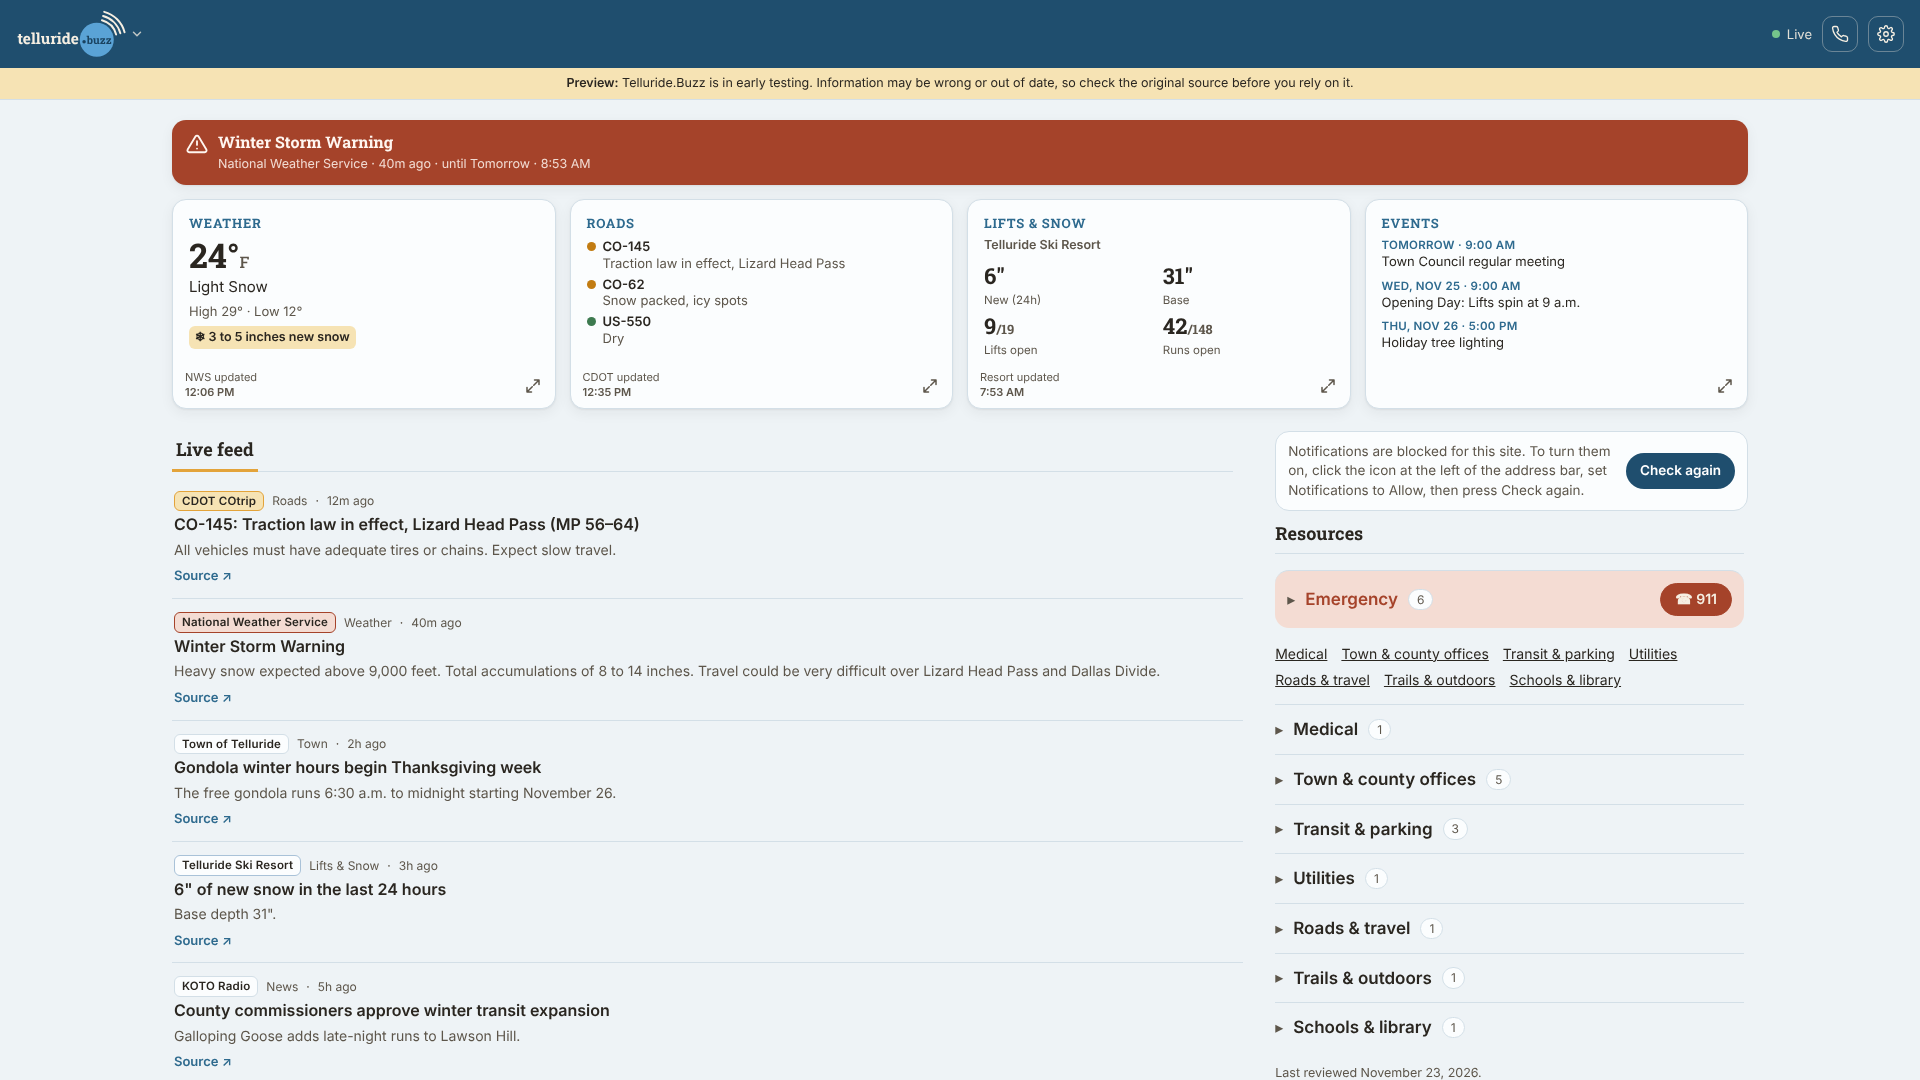 telluride.buzz
Live
Preview: Telluride.Buzz is in early testing. Information may be wrong or out of date, so check the original source before you rely on it.
Winter Storm Warning
National Weather Service · 40m ago · until Tomorrow · 8:53 AM
WEATHER
24°F
Light Snow
High 29° · Low 12°
❄ 3 to 5 inches new snow
NWS updated
12:06 PM
ROADS
CO-145
Traction law in effect, Lizard Head Pass
CO-62
Snow packed, icy spots
US-550
Dry
CDOT updated
12:35 PM
LIFTS & SNOW
Telluride Ski Resort
6" 31"
New (24h) Base
9/19 42/148
Lifts open Runs open
Resort updated
7:53 AM
EVENTS
TOMORROW · 9:00 AM
Town Council regular meeting
WED, NOV 25 · 9:00 AM
Opening Day: Lifts spin at 9 a.m.
THU, NOV 26 · 5:00 PM
Holiday tree lighting
Live feed
CDOT COtrip Roads · 12m ago
CO-145: Traction law in effect, Lizard Head Pass (MP 56–64)
All vehicles must have adequate tires or chains. Expect slow travel.
Source ↗
National Weather Service Weather · 40m ago
Winter Storm Warning
Heavy snow expected above 9,000 feet. Total accumulations of 8 to 14 inches. Travel could be very difficult over Lizard Head Pass and Dallas Divide.
Source ↗
Town of Telluride Town · 2h ago
Gondola winter hours begin Thanksgiving week
The free gondola runs 6:30 a.m. to midnight starting November 26.
Source ↗
Telluride Ski Resort Lifts & Snow · 3h ago
6" of new snow in the last 24 hours
Base depth 31".
Source ↗
KOTO Radio News · 5h ago
County commissioners approve winter transit expansion
Galloping Goose adds late-night runs to Lawson Hill.
Source ↗
Notifications are blocked for this site. To turn them
on, click the icon at the left of the address bar, set
Notifications to Allow, then press Check again.
Check again
Resources
▸ Emergency 6 ☎ 911
Medical Town & county offices Transit & parking Utilities
Roads & travel Trails & outdoors Schools & library
▸ Medical 1
▸ Town & county offices 5
▸ Transit & parking 3
▸ Utilities 1
▸ Roads & travel 1
▸ Trails & outdoors 1
▸ Schools & library 1
Last reviewed November 23, 2026.